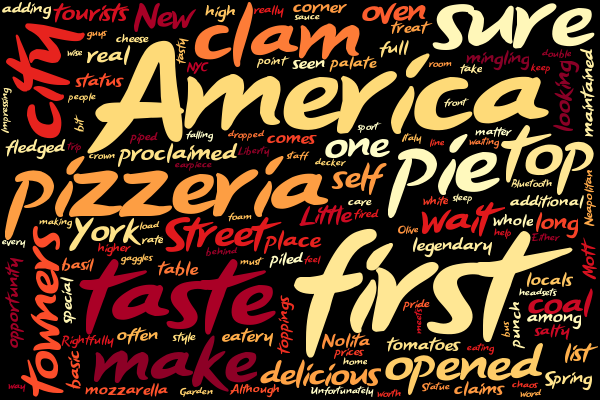 adding tourists New high really corner oven sure
guys cheese tasty sauce treat
wise real NYC clam point seen palate full room mingling double
city status America take keep looking maintained
impressing people front
bit piped falling dropped comes sport Italy line waiting matter
fledged trip crown proclaimed Liberty staff one pie top
earpiece decker self Bluetooth
pizzeria care white sleep additional Neapolitan
making foam Little tired
every York load rate Street place Olive wait whole long
higher behind legendary help Either Mott
basil gaggles must piled feel
opportunity towners special table taste toppings first locals
headsets coal
pride among
Rightfully often style eatery Nolita meets bus punch salty
basic make prices tomatoes eating
home delicious opened list
way mozzarella Garden Although Unfortunately worth Statue claims chaos word Spring